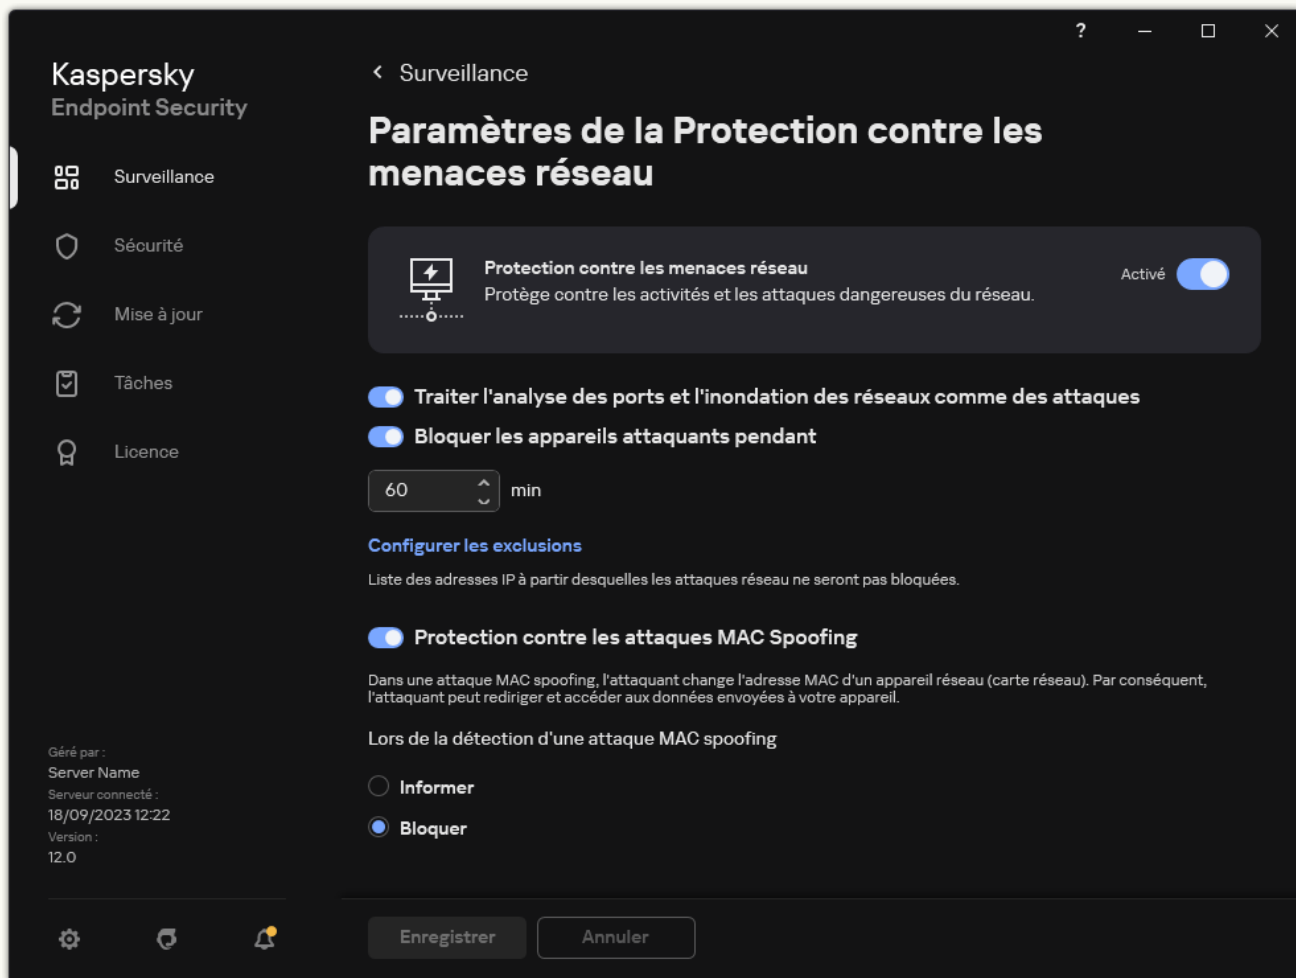 ?
Kaspersky
Endpoint Security
Surveillance
Sécurité
Mise à jour
Tâches
Licence
Géré par :
Server Name
Serveur connecté :
18/09/2023 12:22
Version :
12.0
Surveillance
Paramètres de la Protection contre les
menaces réseau
Protection contre les menaces réseau
Protège contre les activités et les attaques dangereuses du réseau.
Activé
Traiter l'analyse des ports et l'inondation des réseaux comme des attaques
Bloquer les appareils attaquants pendant
60 min
Configurer les exclusions
Liste des adresses IP à partir desquelles les attaques réseau ne seront pas bloquées.
Protection contre les attaques MAC Spoofing
Dans une attaque MAC spoofing, l'attaquant change l'adresse MAC d'un appareil réseau (carte réseau). Par conséquent,
l'attaquant peut rediriger et accéder aux données envoyées à votre appareil.
Lors de la détection d'une attaque MAC spoofing
Informer
Bloquer
Enregistrer
Annuler